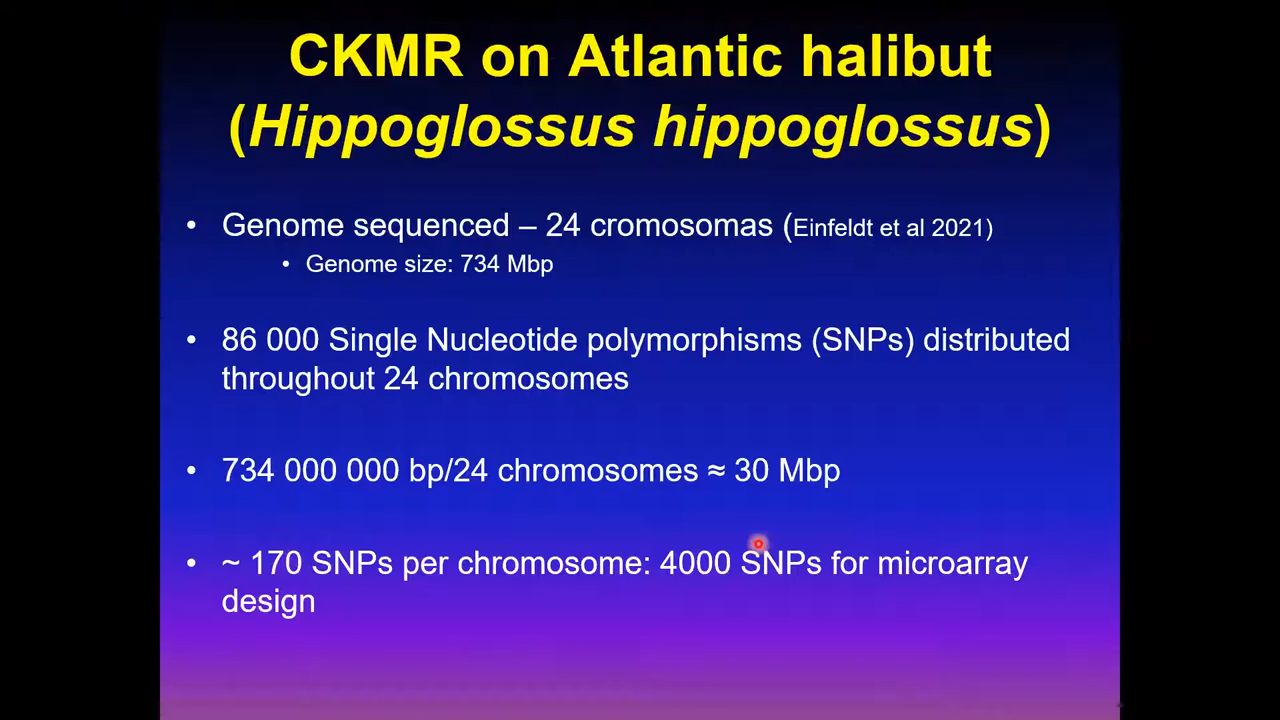 CKMR on Atlantic halibut
(Hippoglossus hippoglossus)
• Genome sequenced – 24 cromosomas (Einfeldt et al 2021)
• Genome size: 734 Mbp
• 86 000 Single Nucleotide polymorphisms (SNPs) distributed
throughout 24 chromosomes
• 734 000 000 bp/24 chromosomes ≈ 30 Mbp
• ~ 170 SNPs per chromosome: 4000 SNPs for microarray
design